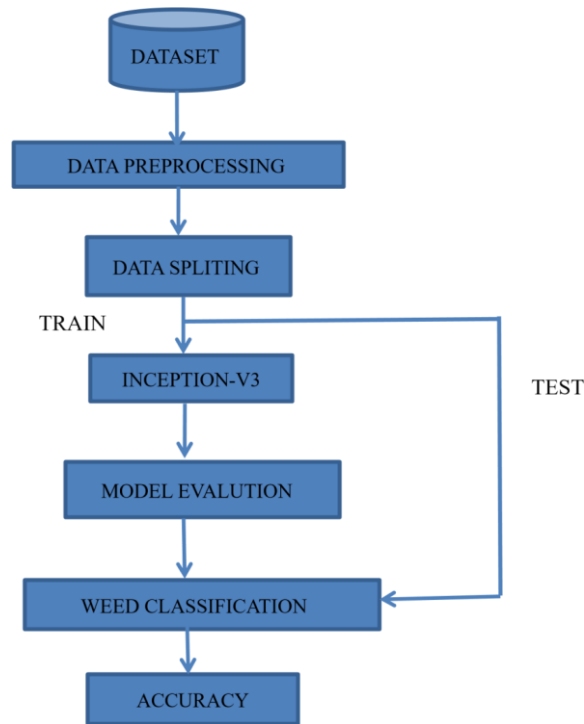 DATASET
DATA PREPROCESSING
DATA SPLITING
TRAIN
INCEPTION-V3
TEST
MODEL EVALUTION
WEED CLASSIFICATION
ACCURACY